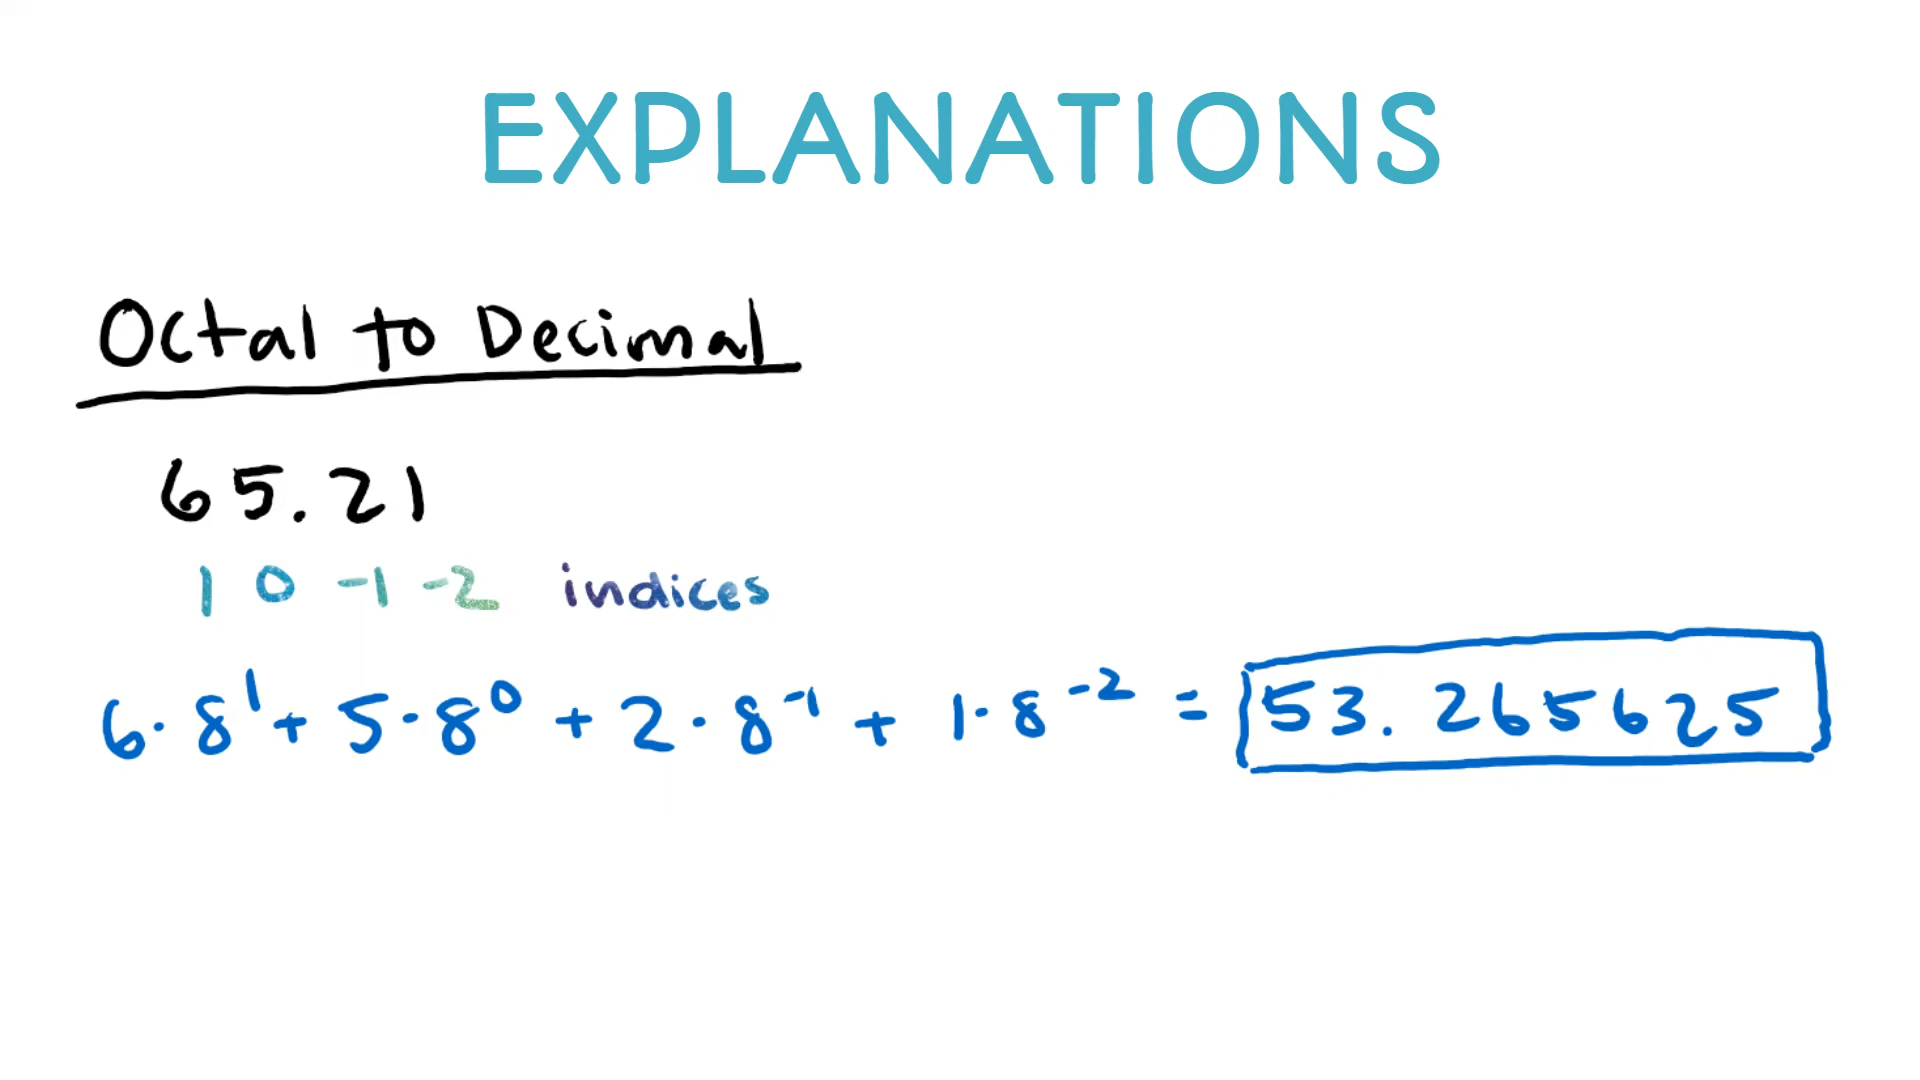 EXPLANATIONS
Octal to Decimal
65.21
1 0 -1 -2 indices
6·8¹ + 5·8⁰ + 2·8⁻¹ + 1·8⁻² = 53.265625